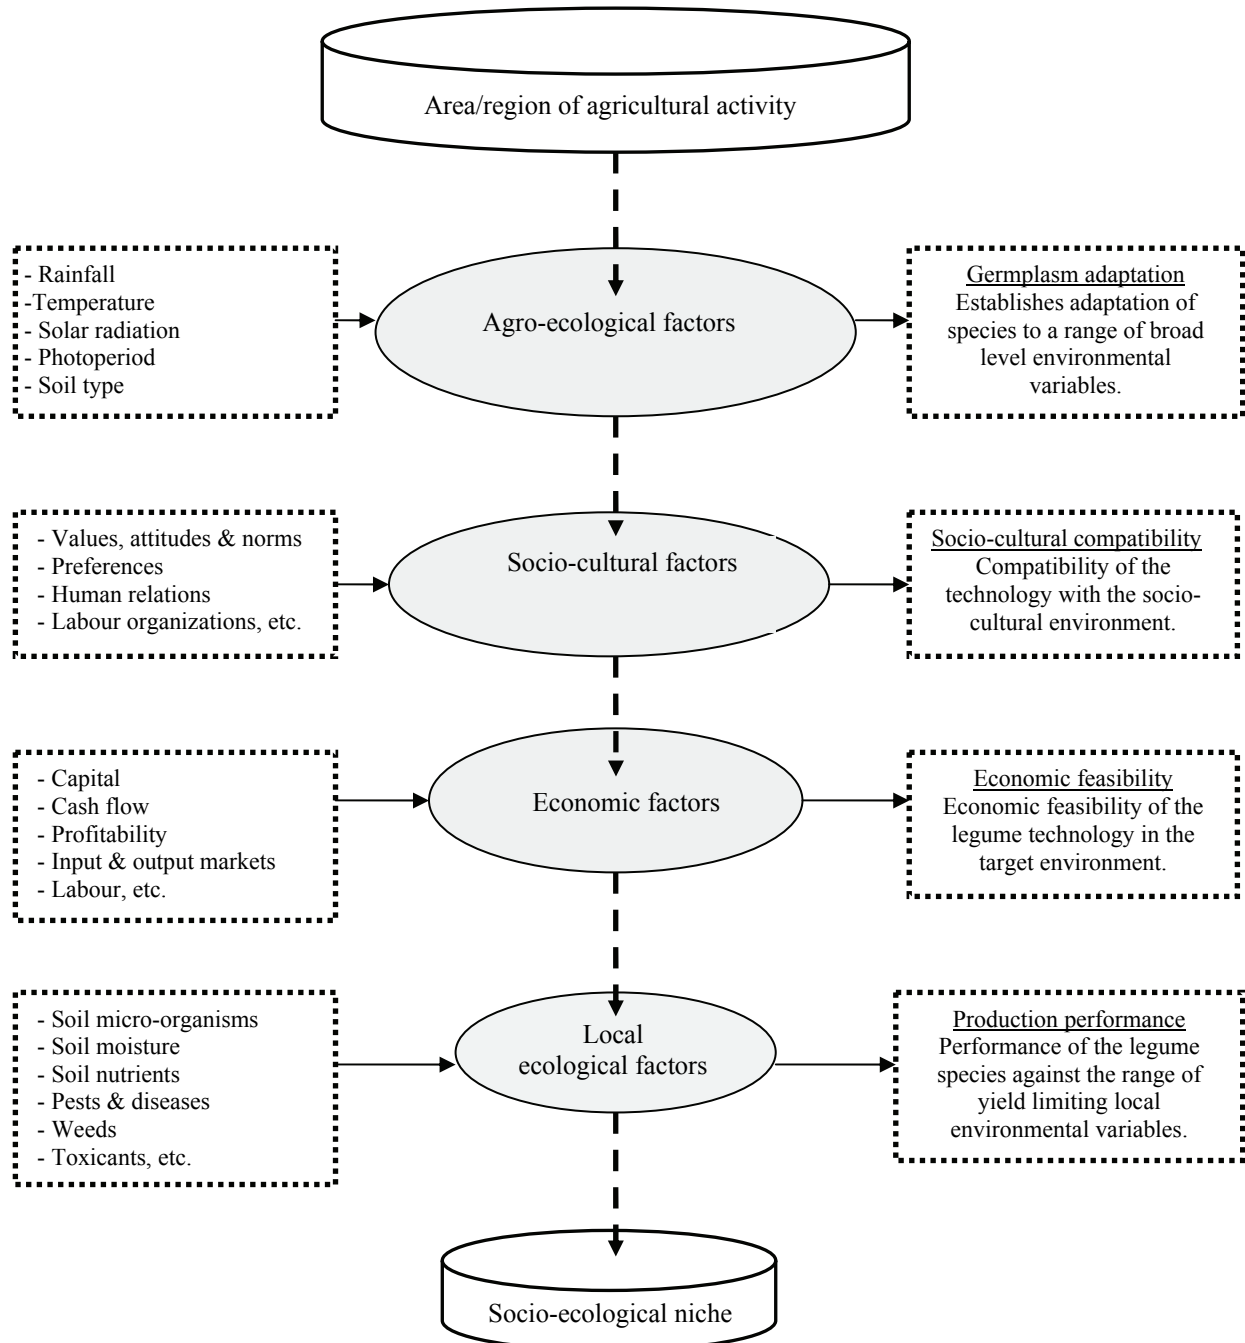 Area/region of agricultural activity
- Rainfall
-Temperature
- Solar radiation
- Photoperiod
- Soil type
Agro-ecological factors
Germplasm adaptation
Establishes adaptation of
species to a range of broad
level environmental
variables.
- Values, attitudes & norms
- Preferences
- Human relations
- Labour organizations, etc.
Socio-cultural factors
Socio-cultural compatibility
Compatibility of the
technology with the socio-
cultural environment.
- Capital
- Cash flow
- Profitability
- Input & output markets
- Labour, etc.
Economic factors
Economic feasibility
Economic feasibility of the
legume technology in the
target environment.
- Soil micro-organisms
- Soil moisture
- Soil nutrients
- Pests & diseases
- Weeds
- Toxicants, etc.
Local
ecological factors
Production performance
Performance of the legume
species against the range of
yield limiting local
environmental variables.
Socio-ecological niche